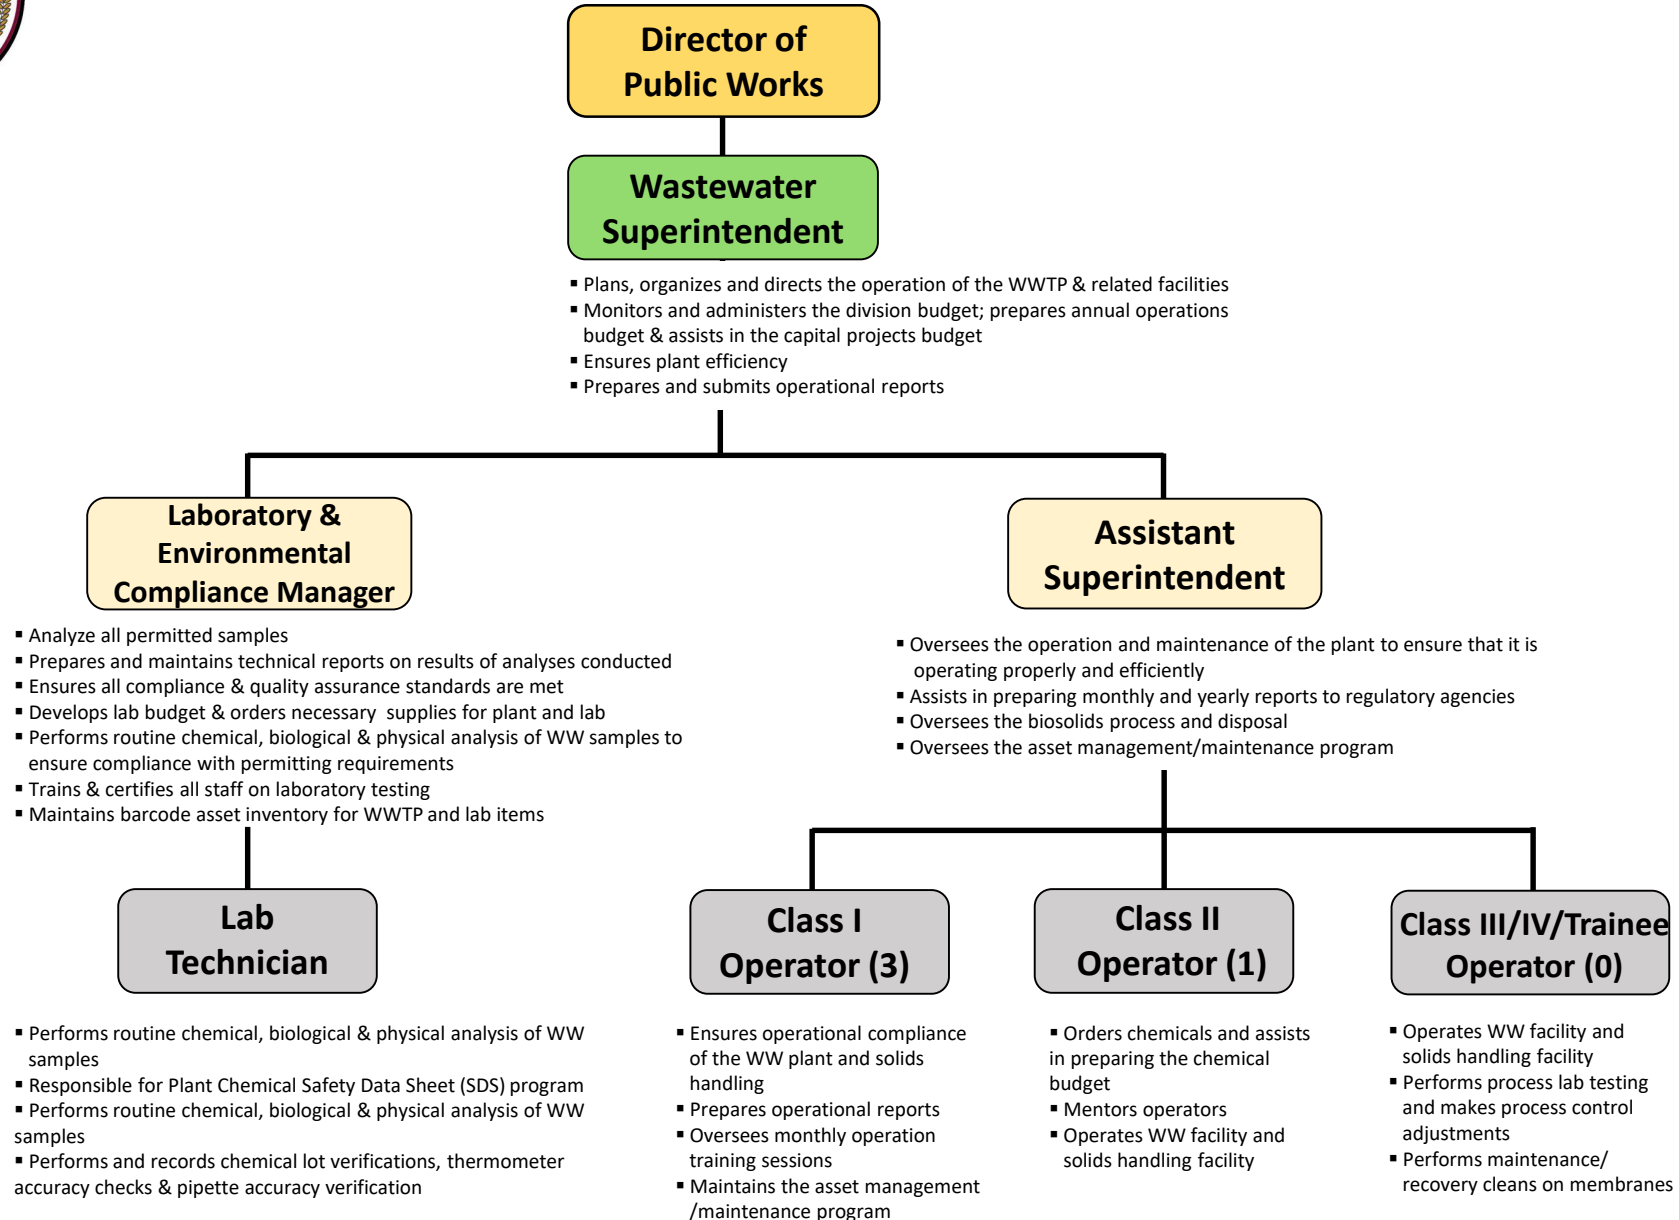 Director of
Public Works
Wastewater
Superintendent
▪ Plans, organizes and directs the operation of the WWTP & related facilities
▪ Monitors and administers the division budget; prepares annual operations
budget & assists in the capital projects budget
▪ Ensures plant efficiency
▪ Prepares and submits operational reports
Laboratory &
Environmental
Compliance Manager
▪ Analyze all permitted samples
▪ Prepares and maintains technical reports on results of analyses conducted
▪ Ensures all compliance & quality assurance standards are met
▪ Develops lab budget & orders necessary supplies for plant and lab
▪ Performs routine chemical, biological & physical analysis of WW samples to
ensure compliance with permitting requirements
▪ Trains & certifies all staff on laboratory testing
▪ Maintains barcode asset inventory for WWTP and lab items
Assistant
Superintendent
▪ Oversees the operation and maintenance of the plant to ensure that it is
operating properly and efficiently
▪ Assists in preparing monthly and yearly reports to regulatory agencies
▪ Oversees the biosolids process and disposal
▪ Oversees the asset management/maintenance program
Lab
Technician
▪ Performs routine chemical, biological & physical analysis of WW
samples
▪ Responsible for Plant Chemical Safety Data Sheet (SDS) program
▪ Performs routine chemical, biological & physical analysis of WW
samples
▪ Performs and records chemical lot verifications, thermometer
accuracy checks & pipette accuracy verification
Class I
Operator (3)
▪ Ensures operational compliance
of the WW plant and solids
handling
▪ Prepares operational reports
▪ Oversees monthly operation
training sessions
▪ Maintains the asset management
/maintenance program
Class II
Operator (1)
▪ Orders chemicals and assists
in preparing the chemical
budget
▪ Mentors operators
▪ Operates WW facility and
solids handling facility
Class III/IV/Trainee
Operator (0)
▪ Operates WW facility and
solids handling facility
▪ Performs process lab testing
and makes process control
adjustments
▪ Performs maintenance/
recovery cleans on membranes